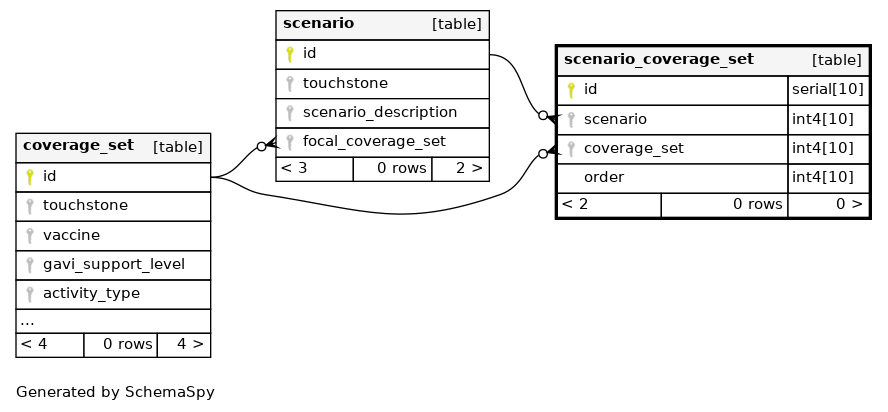 scenario [table]
id
touchstone
scenario_description
focal_coverage_set
< 3 0 rows 2 >
scenario_coverage_set [table]
id serial[10]
scenario int4[10]
coverage_set int4[10]
order int4[10]
< 2 0 rows 0 >
coverage_set [table]
id
touchstone
vaccine
gavi_support_level
activity_type
...
< 4 0 rows 4 >
Generated by SchemaSpy